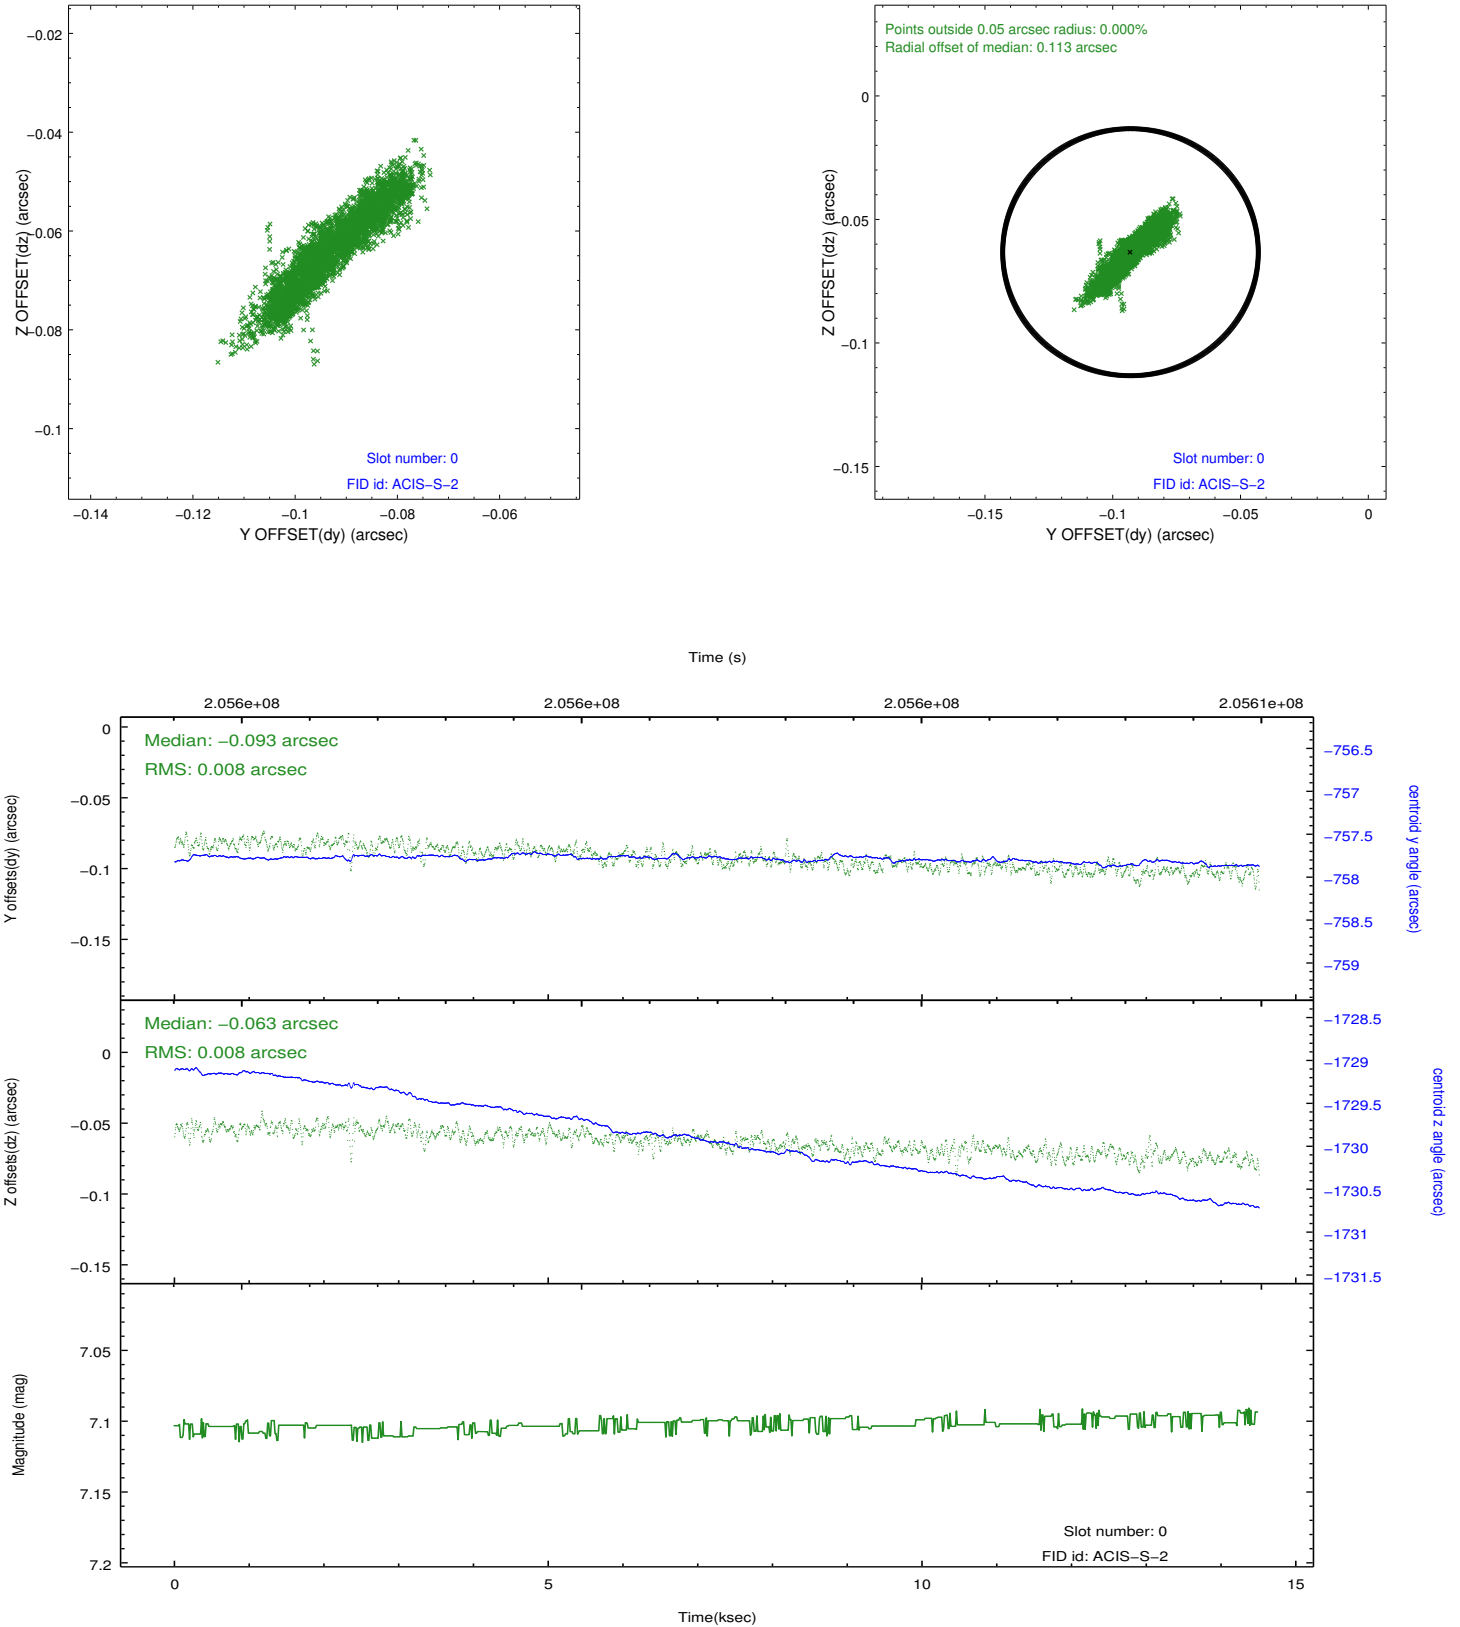 −0.02
−0.04
−0.06
−0.08
−0.1
Z OFFSET(dz) (arcsec)
Slot number: 0
FID id: ACIS−S−2
−0.14 −0.12 −0.1 −0.08 −0.06
Y OFFSET(dy) (arcsec)
Points outside 0.05 arcsec radius: 0.000%
Radial offset of median: 0.113 arcsec
0
−0.05
−0.1
−0.15
Z OFFSET(dz) (arcsec)
Slot number: 0
FID id: ACIS−S−2
−0.15 −0.1 −0.05 0
Y OFFSET(dy) (arcsec)
Time (s)
2.056e+08 2.056e+08 2.056e+08 2.0561e+08
Median: −0.093 arcsec
RMS: 0.008 arcsec
0
−0.05
−0.1
−0.15
Y offsets(dy) (arcsec)
−756.5
−757
−757.5
−758
−758.5
−759
centroid y angle (arcsec)
Median: −0.063 arcsec
RMS: 0.008 arcsec
0
−0.05
−0.1
−0.15
Z offsets(dz) (arcsec)
−1728.5
−1729
−1729.5
−1730
−1730.5
−1731
−1731.5
centroid z angle (arcsec)
7.05
7.1
7.15
7.2
Magnitude (mag)
Slot number: 0
FID id: ACIS−S−2
0 5 10 15
Time(ksec)